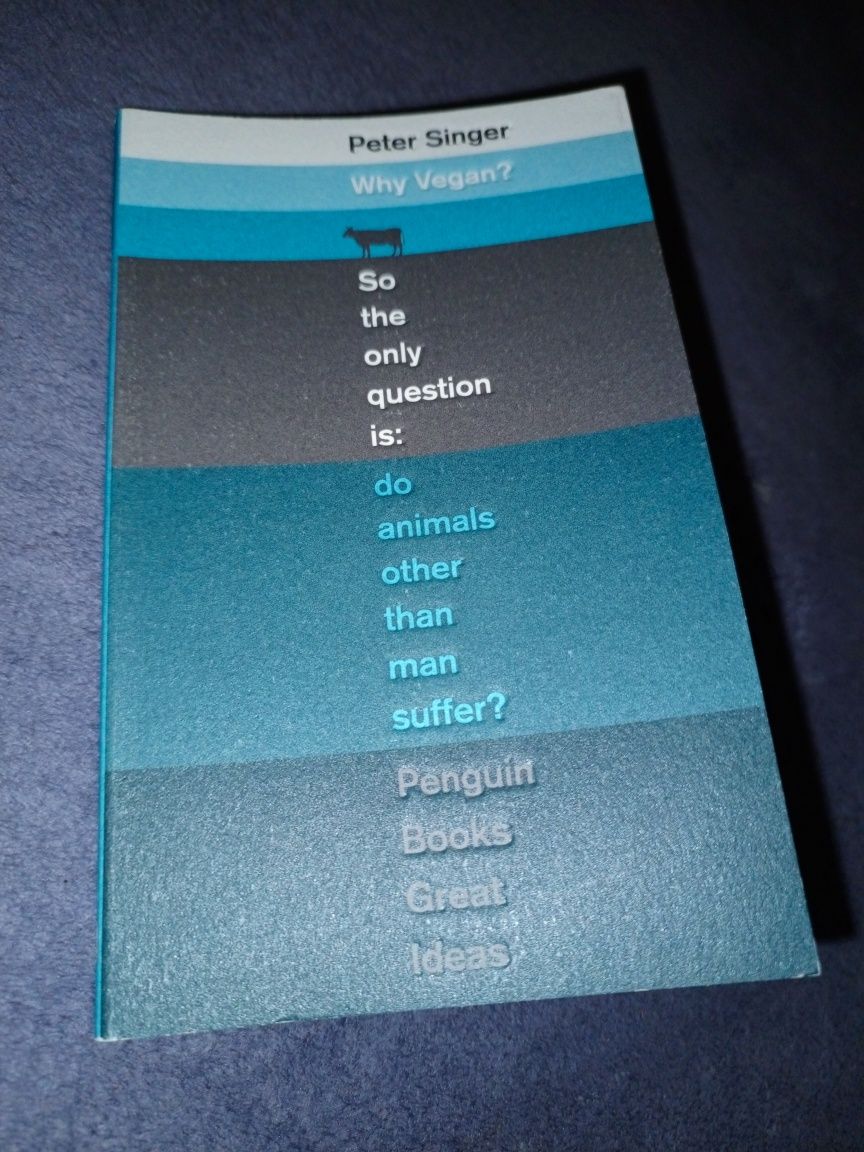 Peter Singer
Why Vegan?
So
the
only
question
is:
do
animals
other
than
man
suffer?
Penguin
Books
Great
Ideas